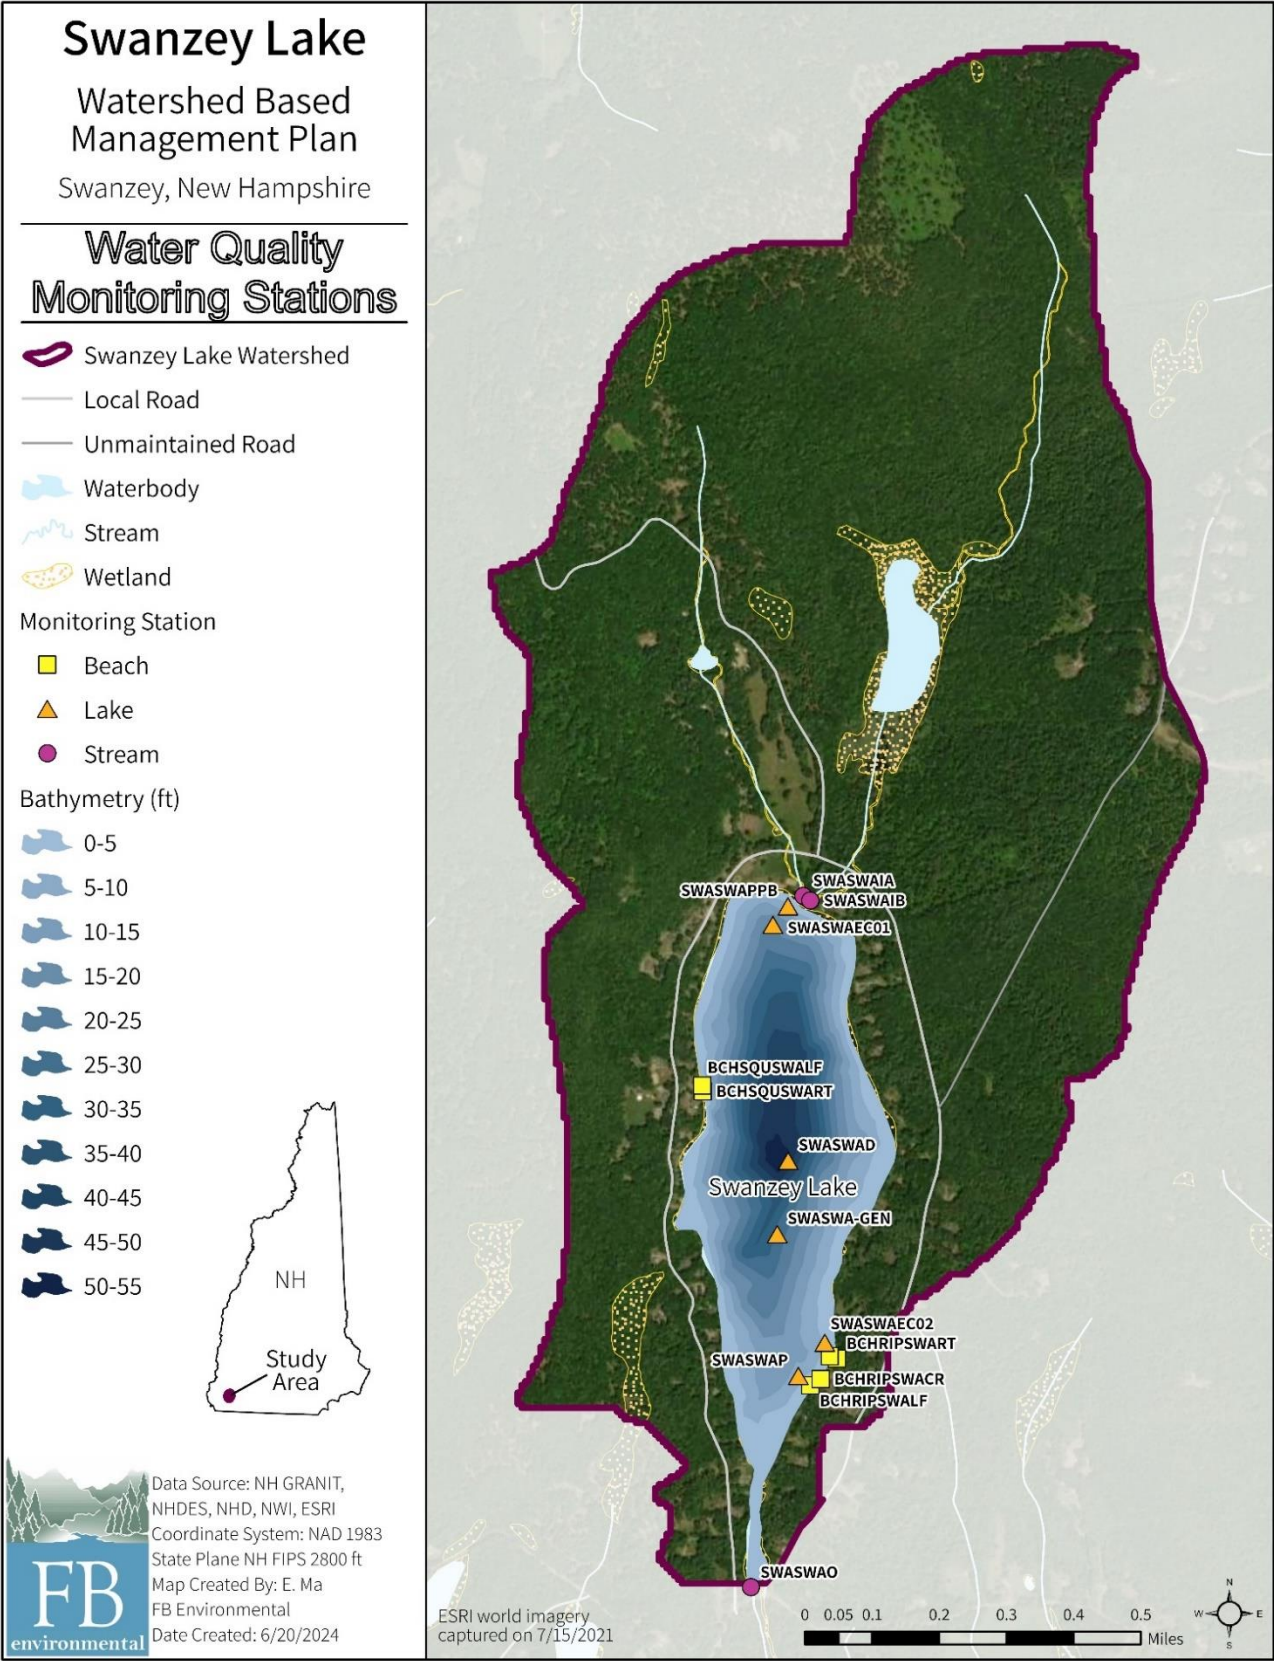 Swanzey Lake
Watershed Based
Management Plan
Swanzey, New Hampshire
Water Quality
Monitoring Stations
Swanzey Lake Watershed
Local Road
Unmaintained Road
Waterbody
Stream
Wetland
Monitoring Station
Beach
Lake
Stream
Bathymetry (ft)
0-5
5-10
10-15
15-20
20-25
25-30
30-35
35-40
40-45
45-50
50-55
NH
Study
Area
Data Source: NH GRANIT,
NHDES, NHD, NWI, ESRI
Coordinate System: NAD 1983
State Plane NH FIPS 2800 ft
Map Created By: E. Ma
FB Environmental
Date Created: 6/20/2024
FB
environmental
SWASWAIA
SWASWAPPB
SWASWAIB
SWASWAEC01
BCHSQUSWALF
BCHSQUSWART
SWASWAD
Swanzey Lake
SWASWA-GEN
SWASWAEC02
BCHRIPSWART
SWASWAP
BCHRIPSWACR
BCHRIPSWALF
SWASWAO
ESRI world imagery
captured on 7/15/2021
0 0.05 0.1 0.2 0.3 0.4 0.5
Miles
N
W E
S